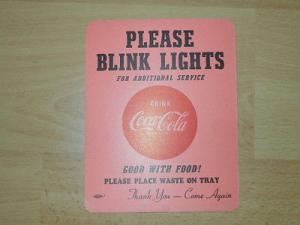 PLEASE
BLINK LIGHTS
FOR ADDITIONAL SERVICE
DRINK
Coca-Cola
GOOD WITH FOOD!
PLEASE PLACE WASTE ON TRAY
Thank You — Come Again